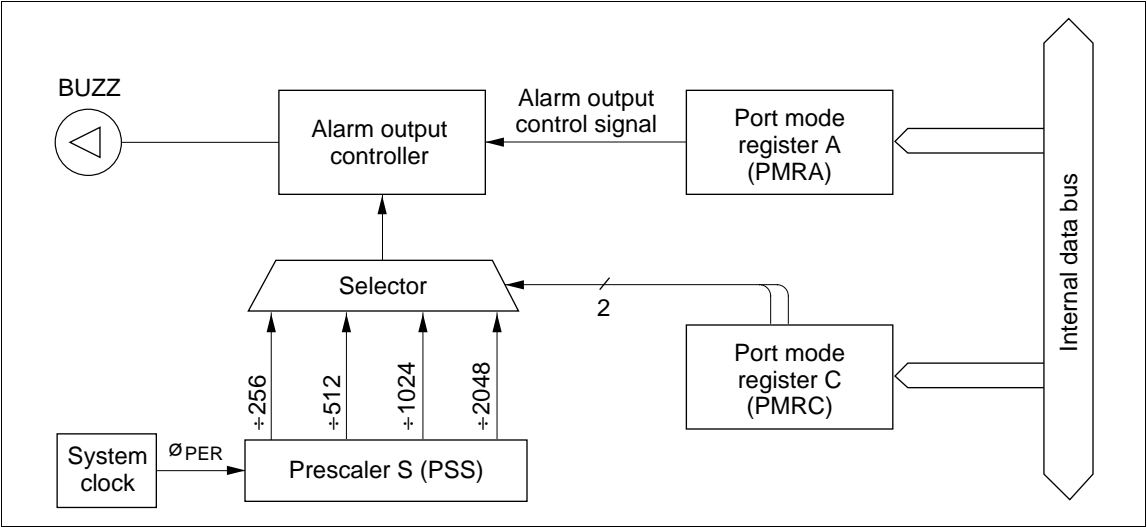 BUZZ
Alarm output
controller
Alarm output
control signal
Port mode
register A
(PMRA)
Internal data bus
Selector
2
Port mode
register C
(PMRC)
÷256
÷512
÷1024
÷2048
System
clock
øPER
Prescaler S (PSS)